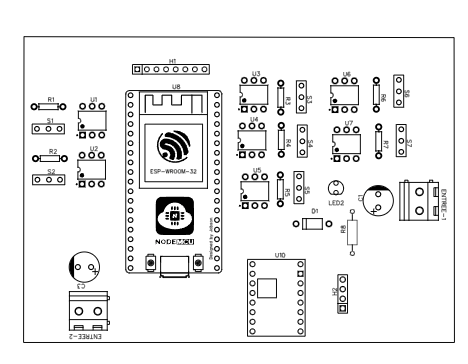 H1
U8
U3
U6
R1
U1
S1
R3
S3
R6
S8
U4
U7
R2
U2
S2
R4
S4
R7
S7
ESP-WROOM-32
U5
R5
S5
LED2
C1
ENTREE-1
D1
R8
NODEMCU
U10
C3
H2
ENTREE-2